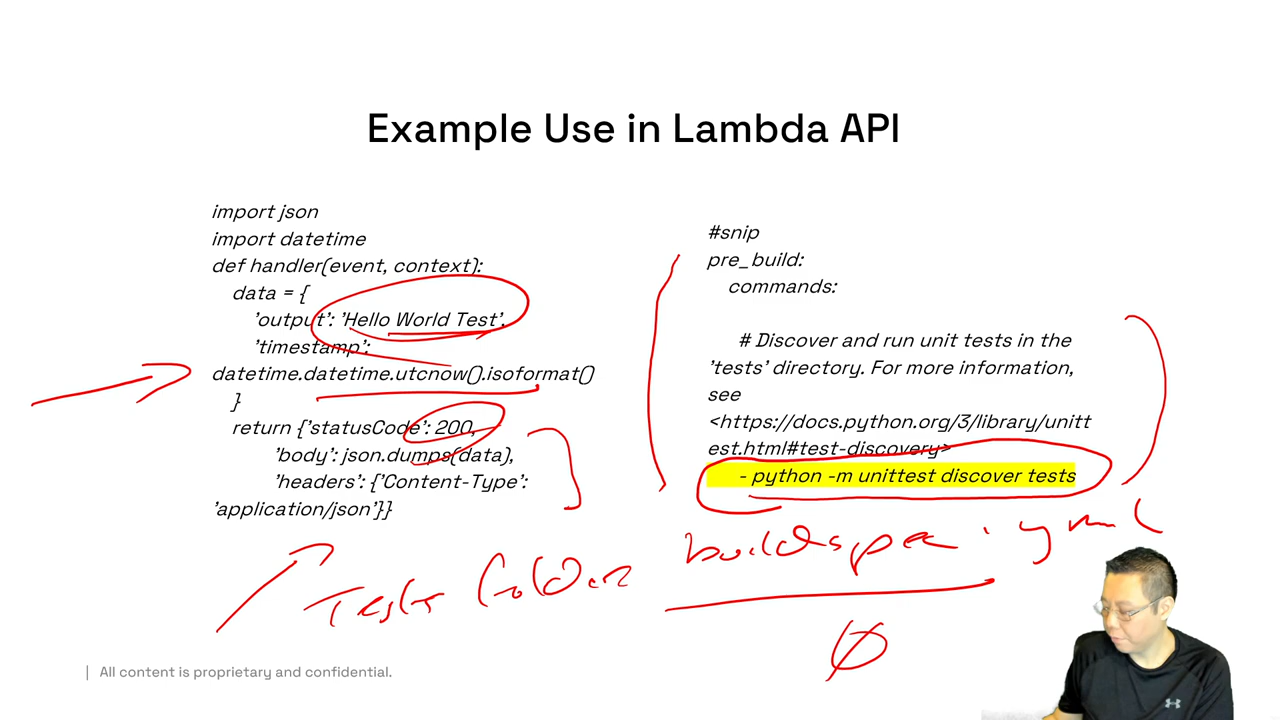 Example Use in Lambda API
import json
import datetime
def handler(event, context):
data = {
'output': 'Hello World Test',
'timestamp':
datetime.datetime.utcnow().isoformat()
}
return {'statusCode': 200,
'body': json.dumps(data),
'headers': {'Content-Type':
'application/json'}}
#snip
pre_build:
commands:
# Discover and run unit tests in the
'tests' directory. For more information,
see
<https://docs.python.org/3/library/unitt
est.html#test-discovery>
- python -m unittest discover tests
Tests folder
buildspec.yml
| All content is proprietary and confidential.